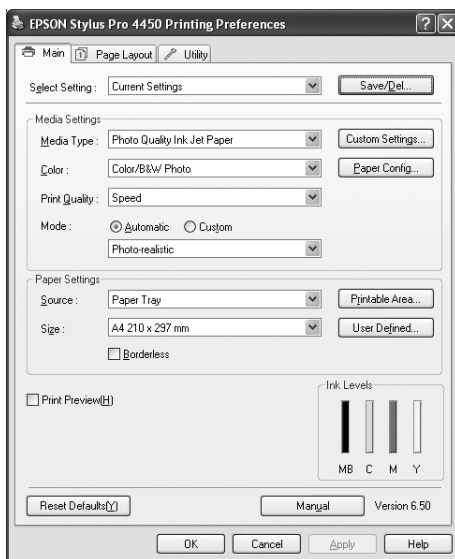 EPSON Stylus Pro 4450 Printing Preferences
Main Page Layout Utility
Select Setting : Current Settings Save/Del...
Media Settings
Media Type : Photo Quality Ink Jet Paper Custom Settings...
Color : Color/B&W Photo Paper Config...
Print Quality : Speed
Mode : Automatic Custom
Photo-realistic
Paper Settings
Source : Paper Tray Printable Area...
Size : A4 210 x 297 mm User Defined...
Borderless
Print Preview(H)
Ink Levels
MB C M Y
Reset Defaults(Y) Manual Version 6.50
OK Cancel Apply Help